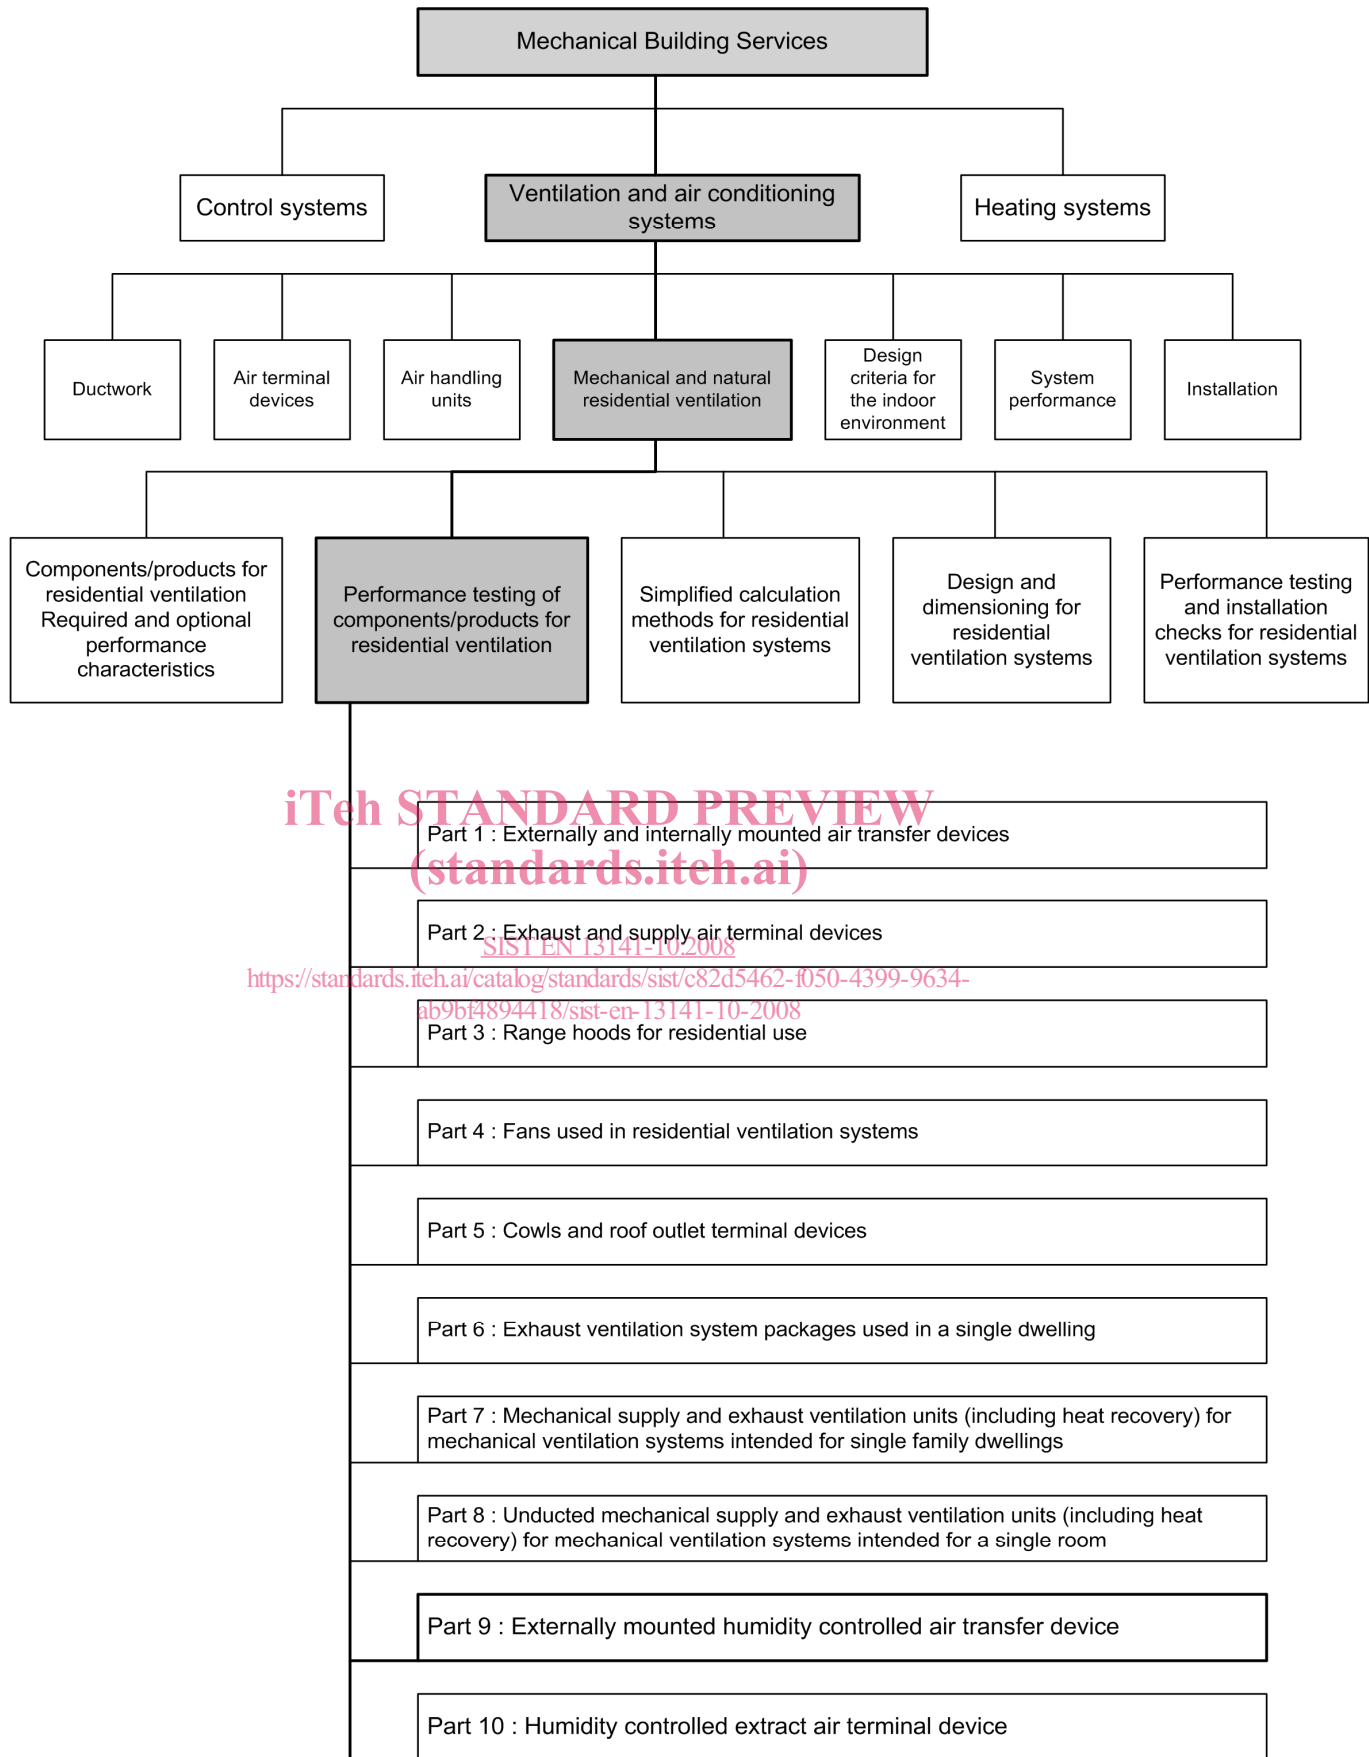 Mechanical Building Services
Control systems
Ventilation and air conditioning
systems
Heating systems
Ductwork
Air terminal
devices
Air handling
units
Mechanical and natural
residential ventilation
Design
criteria for
the indoor
environment
System
performance
Installation
Components/products for
residential ventilation
Required and optional
performance
characteristics
Performance testing of
components/products for
residential ventilation
Simplified calculation
methods for residential
ventilation systems
Design and
dimensioning for
residential
ventilation systems
Performance testing
and installation
checks for residential
ventilation systems
iTeh STANDARD PREVIEW
Part 1 : Externally and internally mounted air transfer devices
(standards.iteh.ai)
Part 2 : Exhaust and supply air terminal devices
SIST EN 13141-10:2008
https://standards.iteh.ai/catalog/standards/sist/c82d5462-f050-4399-9634-
ab9bf4894418/sist-en-13141-10-2008
Part 3 : Range hoods for residential use
Part 4 : Fans used in residential ventilation systems
Part 5 : Cowls and roof outlet terminal devices
Part 6 : Exhaust ventilation system packages used in a single dwelling
Part 7 : Mechanical supply and exhaust ventilation units (including heat recovery) for
mechanical ventilation systems intended for single family dwellings
Part 8 : Unducted mechanical supply and exhaust ventilation units (including heat
recovery) for mechanical ventilation systems intended for a single room
Part 9 : Externally mounted humidity controlled air transfer device
Part 10 : Humidity controlled extract air terminal device